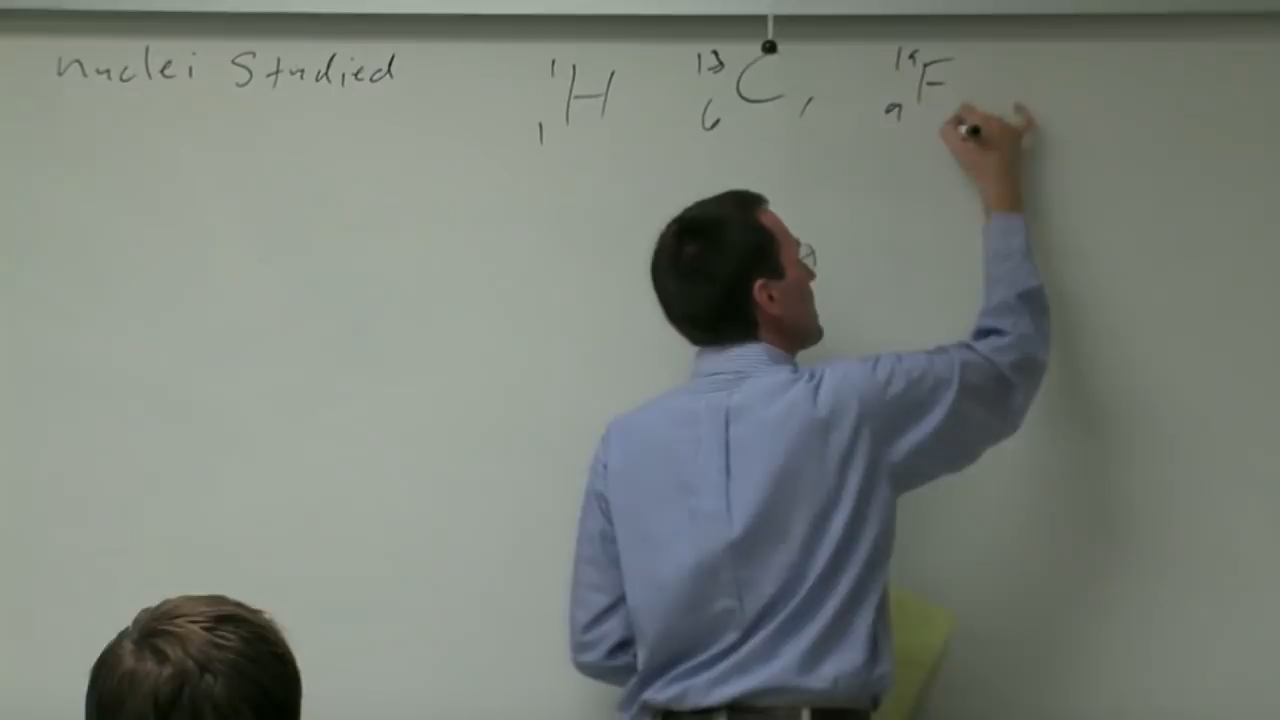 nuclei Studied ¹₁H ¹³₆C, ¹⁹₉F